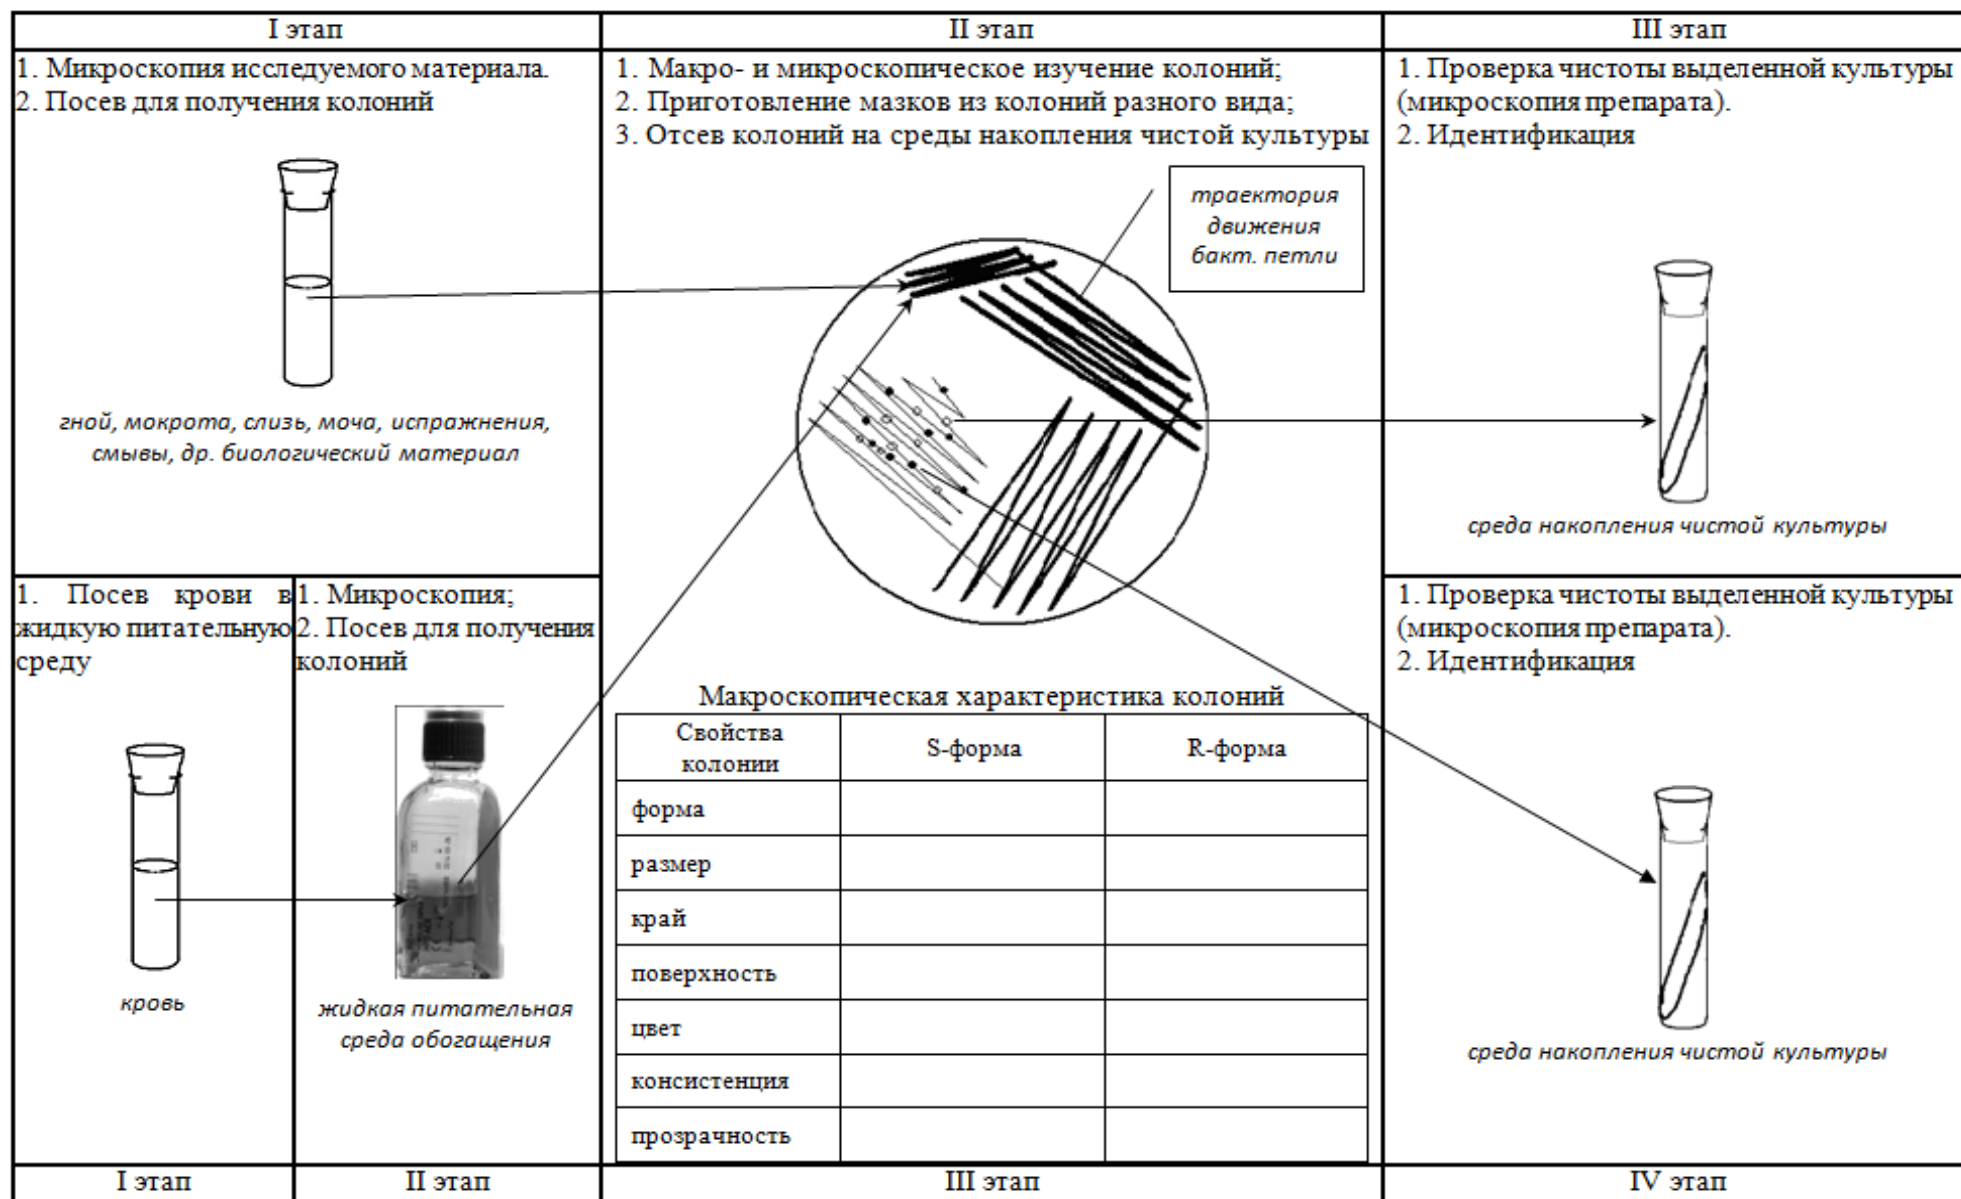 I этап
II этап
III этап
1. Микроскопия исследуемого материала.
2. Посев для получения колоний
гной, мокрота, слизь, моча, испражнения,
смывы, др. биологический материал
1. Макро- и микроскопическое изучение колоний;
2. Приготовление мазков из колоний разного вида;
3. Отсев колоний на среды накопления чистой культуры
траектория
движения
бакт. петли
1. Проверка чистоты выделенной культуры
(микроскопия препарата).
2. Идентификация
среда накопления чистой культуры
1. Посев крови в
жидкую питательную
среду
кровь
1. Микроскопия;
2. Посев для получения
колоний
жидкая питательная
среда обогащения
Макроскопическая характеристика колоний
Свойства
колонии
S-форма
R-форма
форма
размер
край
поверхность
цвет
консистенция
прозрачность
1. Проверка чистоты выделенной культуры
(микроскопия препарата).
2. Идентификация
среда накопления чистой культуры
I этап
II этап
III этап
IV этап